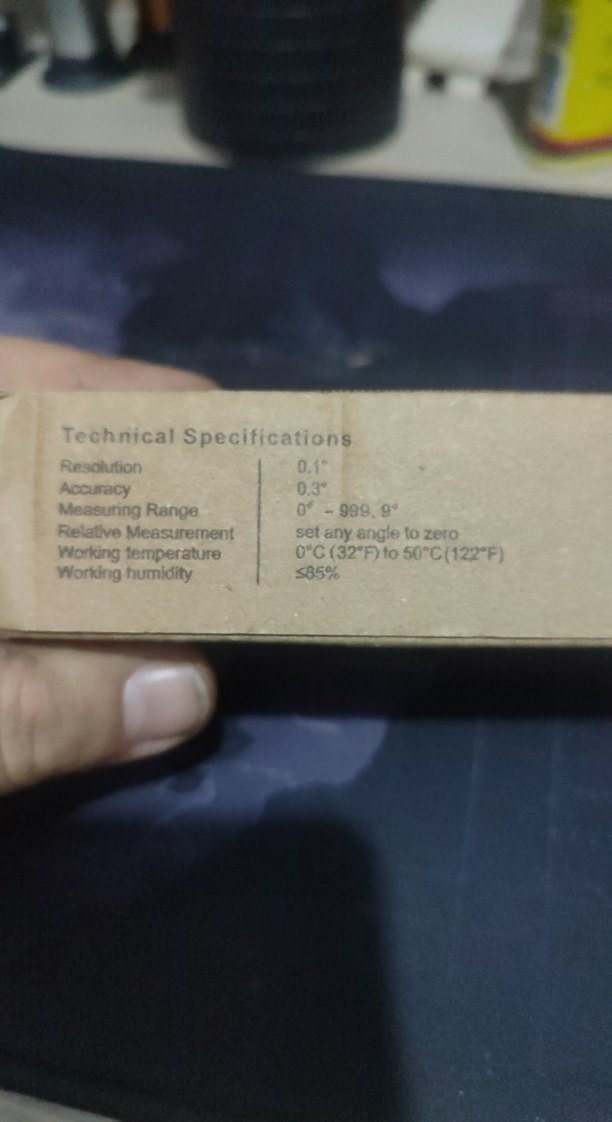 Technical Specifications
Resolution 0.1°
Accuracy 0.3°
Measuring Range 0° – 999. 9°
Relative Measurement set any angle to zero
Working temperature 0°C (32°F) to 50°C(122°F)
Working humidity ≤85%